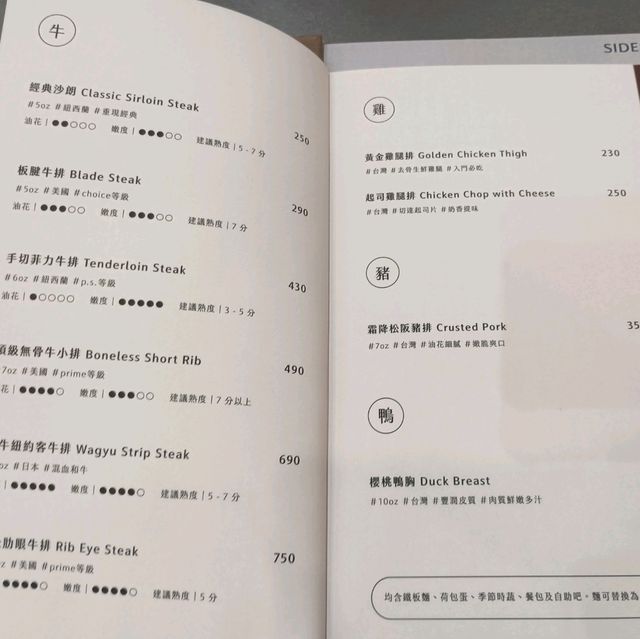 牛
經典沙朗 Classic Sirloin Steak 250
#5oz #紐西蘭 #重現經典
油花 | ●●○○○ 嫩度 | ●●●○○ 建議熟度 | 5 - 7 分
板腱牛排 Blade Steak 290
#5oz #美國 #choice等級
油花 | ●●●○○ 嫩度 | ●●●○○ 建議熟度 | 7 分
手切菲力牛排 Tenderloin Steak 430
#6oz #紐西蘭 #p.s.等級
油花 | ●○○○○ 嫩度 | ●●●●● 建議熟度 | 3 - 5 分
頂級無骨牛小排 Boneless Short Rib 490
7oz #美國 #prime等級
花 | ●●●●○ 嫩度 | ●●●○○ 建議熟度 | 7 分以上
牛紐約客牛排 Wagyu Strip Steak 690
oz #日本 #混血和牛
| ●●●●● 嫩度 | ●●●●○ 建議熟度 | 5 - 7 分
肋眼牛排 Rib Eye Steak 750
oz #美國 #prime等級
●●●●○ 嫩度 | ●●●●○ 建議熟度 | 5 分
SIDE
雞
黃金雞腿排 Golden Chicken Thigh 230
#台灣 #去骨生鮮雞腿 #入門必吃
起司雞腿排 Chicken Chop with Cheese 250
#台灣 #切達起司片 #奶香提味
豬
霜降松阪豬排 Crusted Pork 35
#7oz #台灣 #油花細膩 #嫩脆爽口
鴨
櫻桃鴨胸 Duck Breast
#10oz #台灣 #豐潤皮質 #肉質鮮嫩多汁
均含鐵板麵、荷包蛋、季節時蔬、餐包及自助吧。麵可替換為